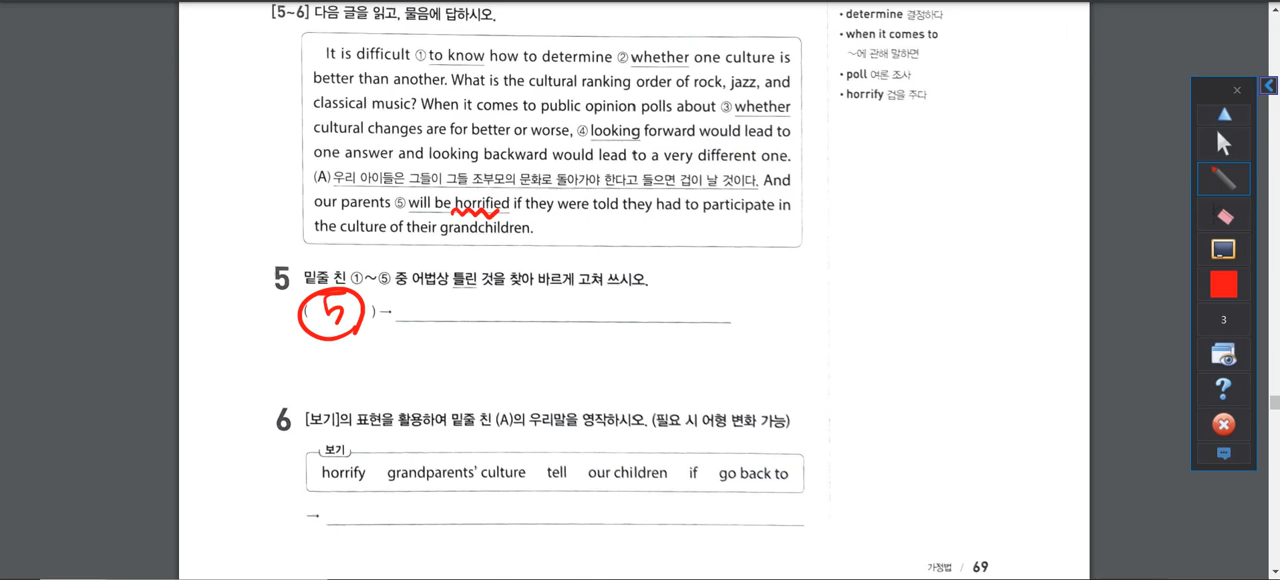 [5~6] 다음 글을 읽고, 물음에 답하시오.
It is difficult ① to know how to determine ② whether one culture is
better than another. What is the cultural ranking order of rock, jazz, and
classical music? When it comes to public opinion polls about ③ whether
cultural changes are for better or worse, ④ looking forward would lead to
one answer and looking backward would lead to a very different one.
(A) 우리 아이들은 그들이 그들 조부모의 문화로 돌아가야 한다고 들으면 겁이 날 것이다. And
our parents ⑤ will be horrified if they were told they had to participate in
the culture of their grandchildren.
• determine 결정하다
• when it comes to
~에 관해 말하면
• poll 여론 조사
• horrify 겁을 주다
5 밑줄 친 ①~⑤ 중 어법상 틀린 것을 찾아 바르게 고쳐 쓰시오.
( 5 ) →
6 [보기]의 표현을 활용하여 밑줄 친 (A)의 우리말을 영작하시오. (필요 시 어형 변화 가능)
보기
horrify grandparents' culture tell our children if go back to
→
가정법 / 69
3